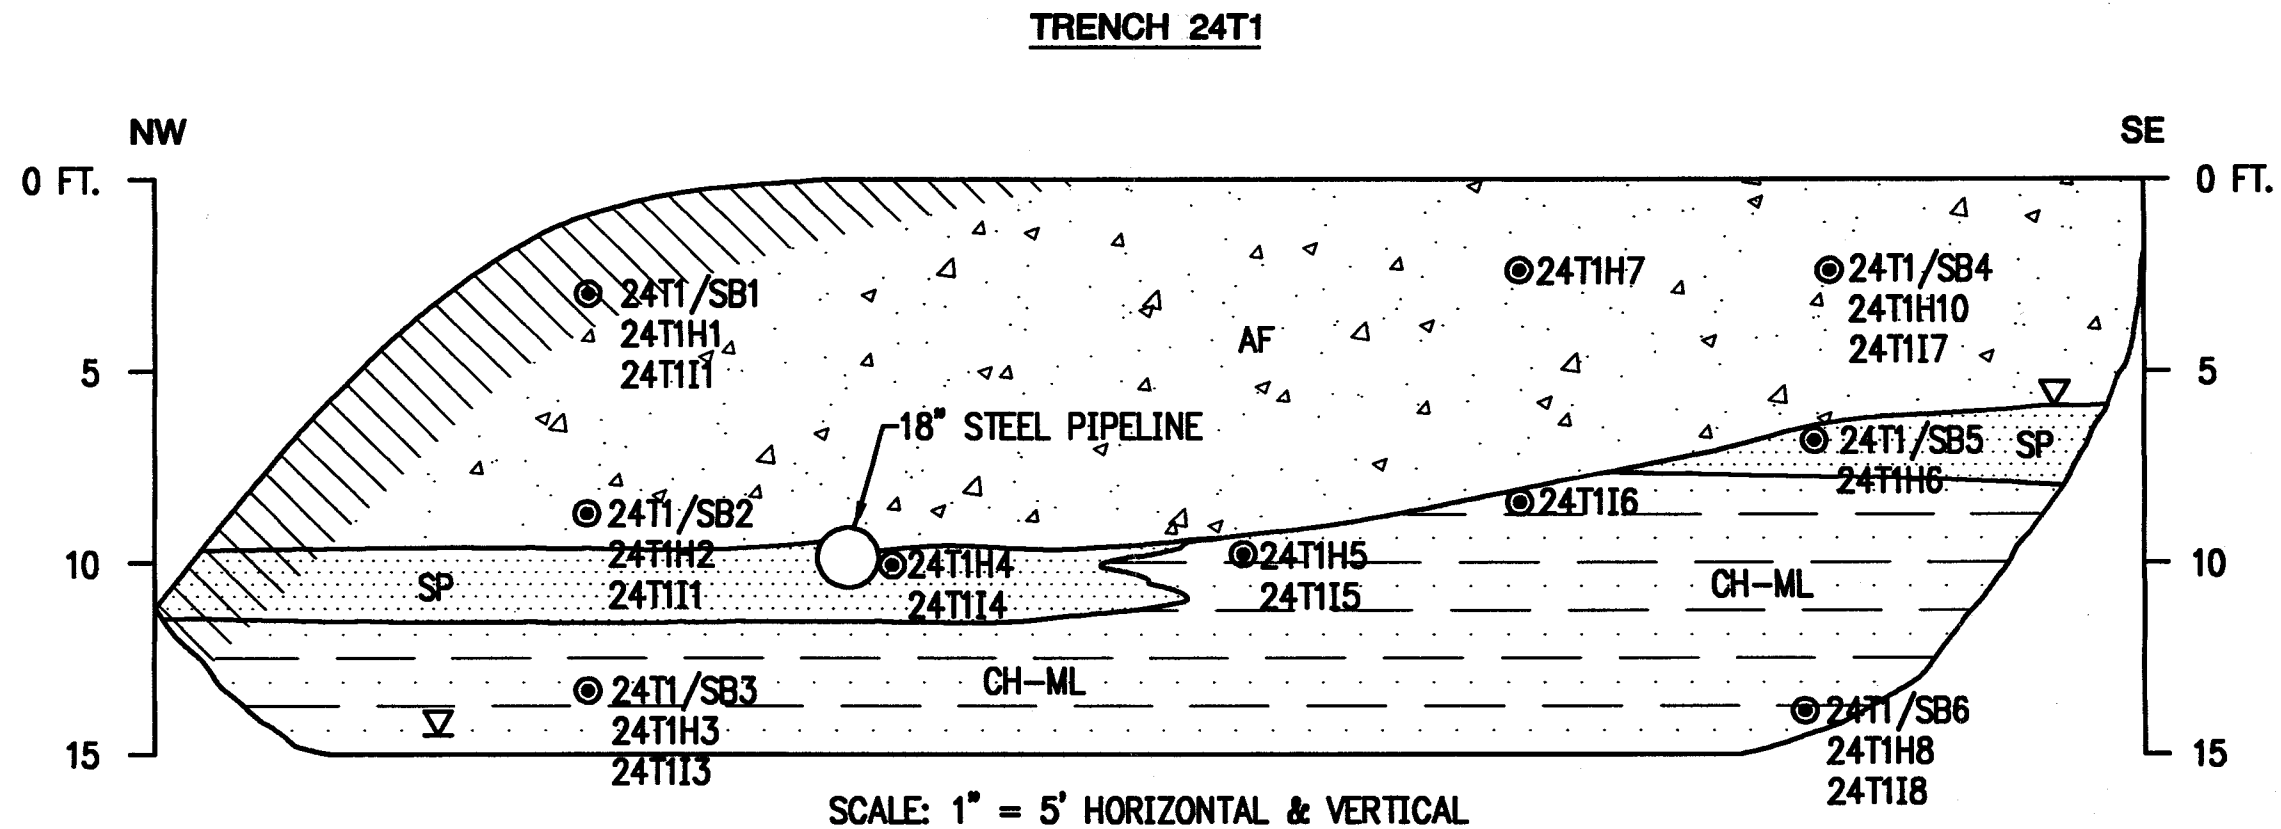 TRENCH 24T1
NW
SE
0 FT.
0 FT.
24T1/SB1
24T1H1
24T1I1
24T1H7
24T1/SB4
24T1H10
24T1I7
AF
5
5
18" STEEL PIPELINE
24T1/SB5
24T1H6
SP
24T1/SB2
24T1H2
24T1I1
24T1I6
SP
24T1H4
24T1I4
24T1H5
24T1I5
CH-ML
10
10
24T1/SB3
24T1H3
24T1I3
CH-ML
24T1/SB6
24T1H8
24T1I8
15
15
SCALE: 1" = 5' HORIZONTAL & VERTICAL